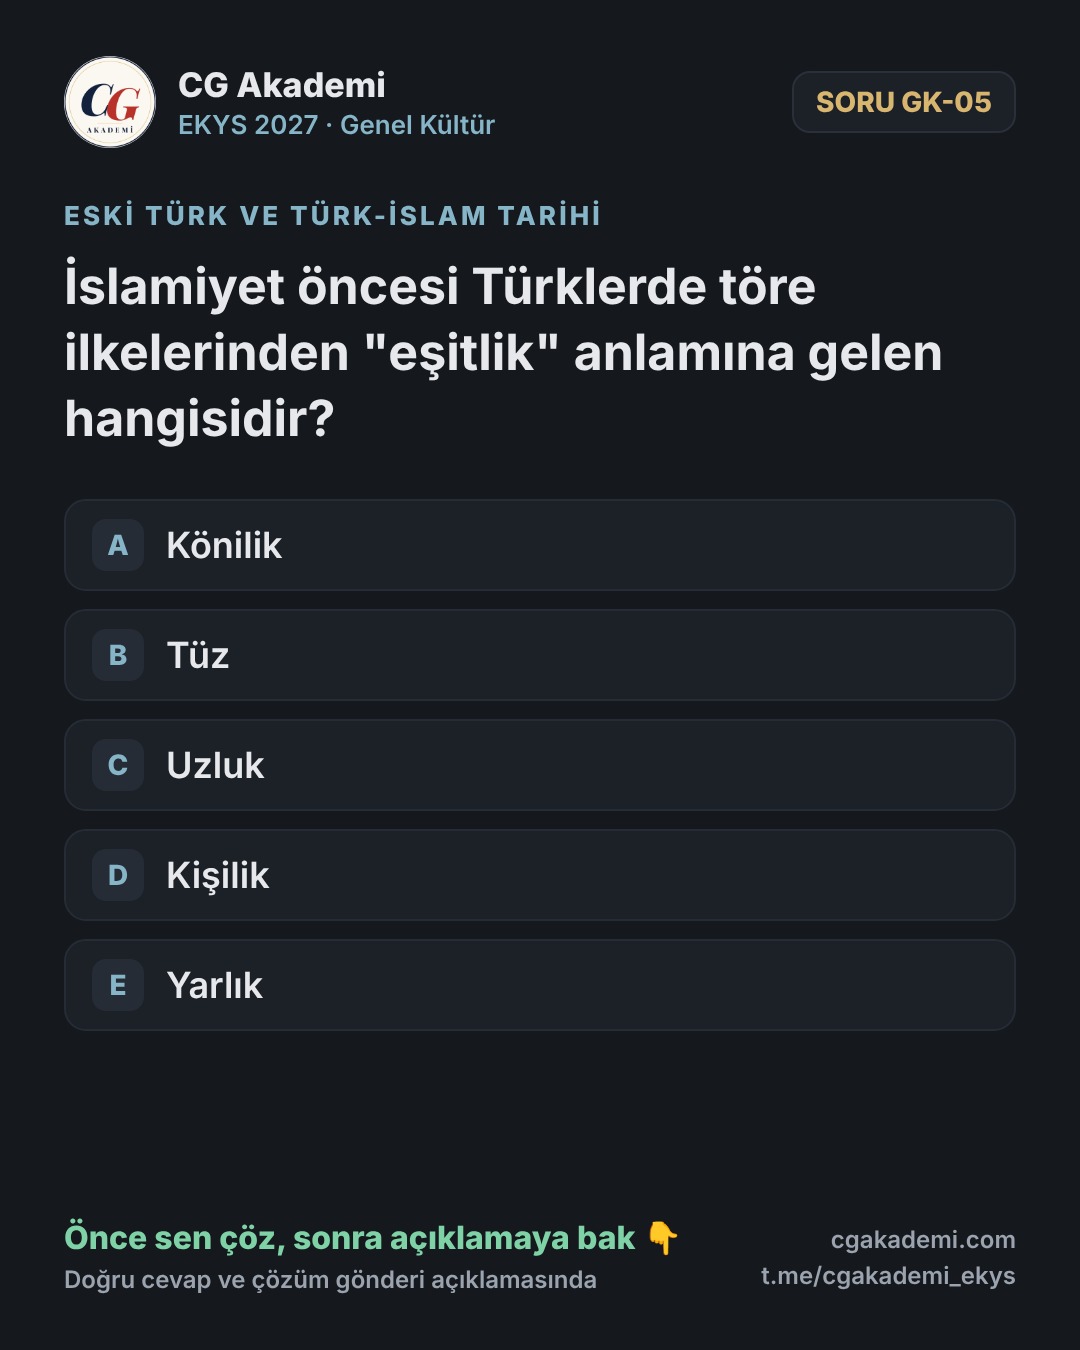 CG
AKADEMİ
CG Akademi
EKYS 2027 · Genel Kültür
SORU GK-05
ESKİ TÜRK VE TÜRK-İSLAM TARİHİ
İslamiyet öncesi Türklerde töre
ilkelerinden "eşitlik" anlamına gelen
hangisidir?
A Könilik
B Tüz
C Uzluk
D Kişilik
E Yarlık
Önce sen çöz, sonra açıklamaya bak 👇
Doğru cevap ve çözüm gönderi açıklamasında
cgakademi.com
t.me/cgakademi_ekys